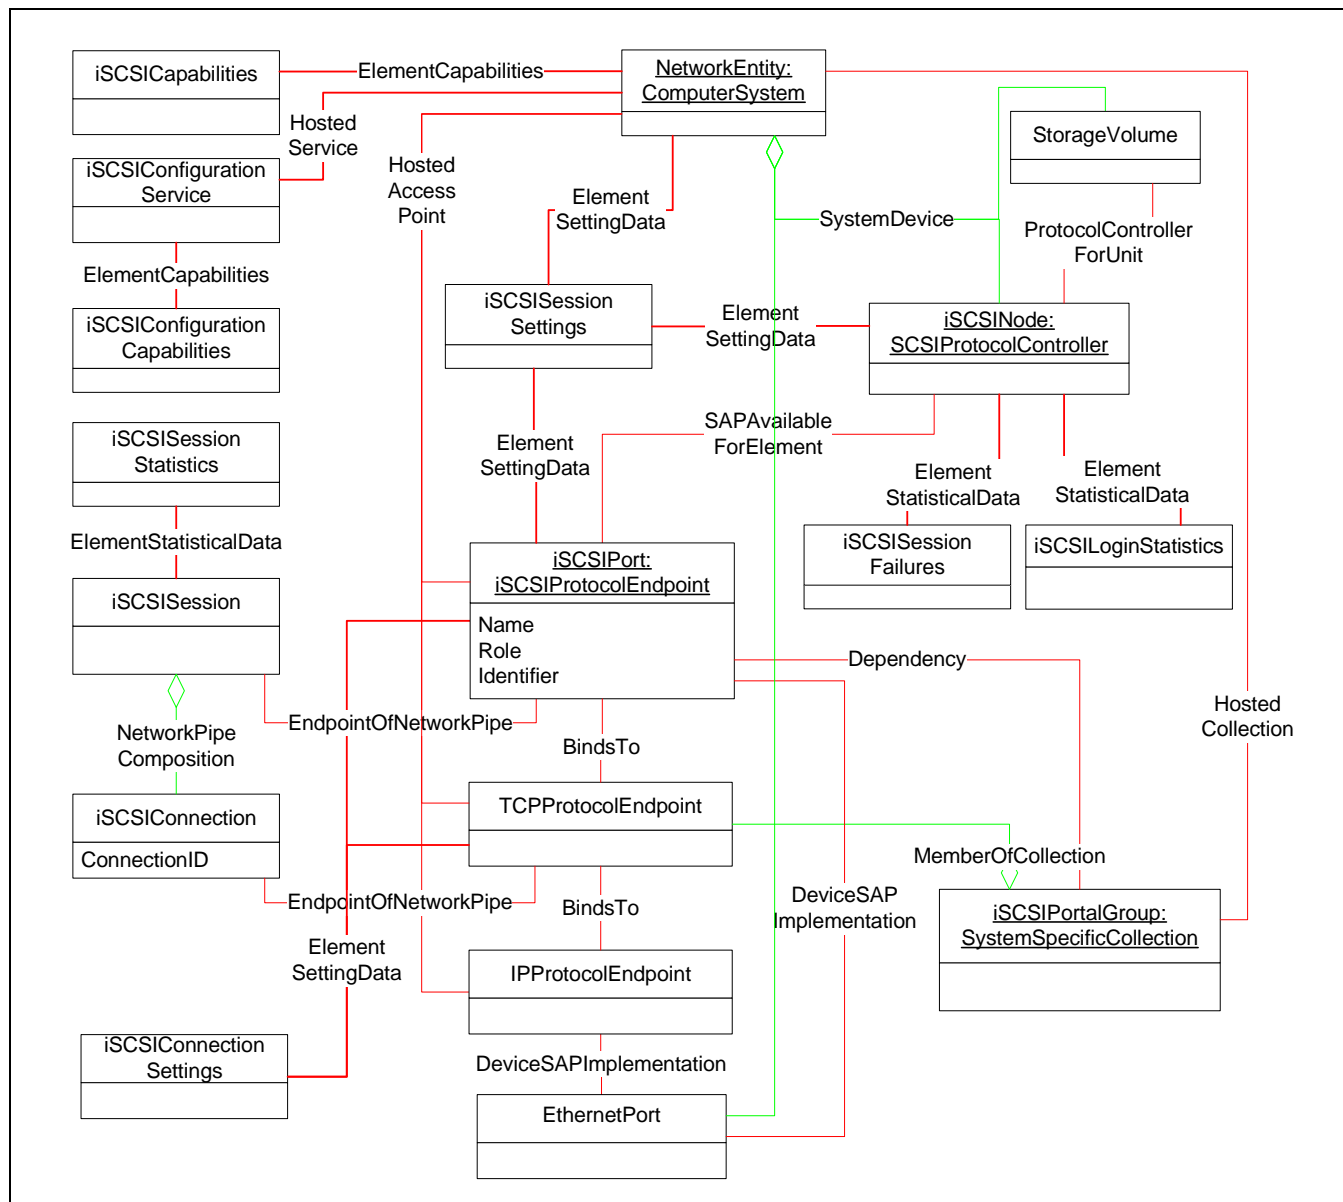 iSCSICapabilities
ElementCapabilities
NetworkEntity:
ComputerSystem
StorageVolume
Hosted
Service
Hosted
Access
Point
iSCSIConfiguration
Service
Element
SettingData
SystemDevice
ProtocolController
ForUnit
ElementCapabilities
iSCSISession
Settings
Element
SettingData
iSCSINode:
SCSIProtocolController
iSCSIConfiguration
Capabilities
iSCSISession
Statistics
Element
SettingData
SAPAvailable
ForElement
Element
StatisticalData
Element
StatisticalData
ElementStatisticalData
iSCSISession
Failures
iSCSILoginStatistics
iSCSIPort:
iSCSIProtocolEndpoint
Name
Role
Identifier
iSCSISession
Dependency
Hosted
Collection
EndpointOfNetworkPipe
NetworkPipe
Composition
BindsTo
iSCSIConnection
ConnectionID
TCPProtocolEndpoint
MemberOfCollection
EndpointOfNetworkPipe
BindsTo
DeviceSAP
Implementation
iSCSIPortalGroup:
SystemSpecificCollection
Element
SettingData
IPProtocolEndpoint
iSCSIConnection
Settings
DeviceSAPImplementation
EthernetPort